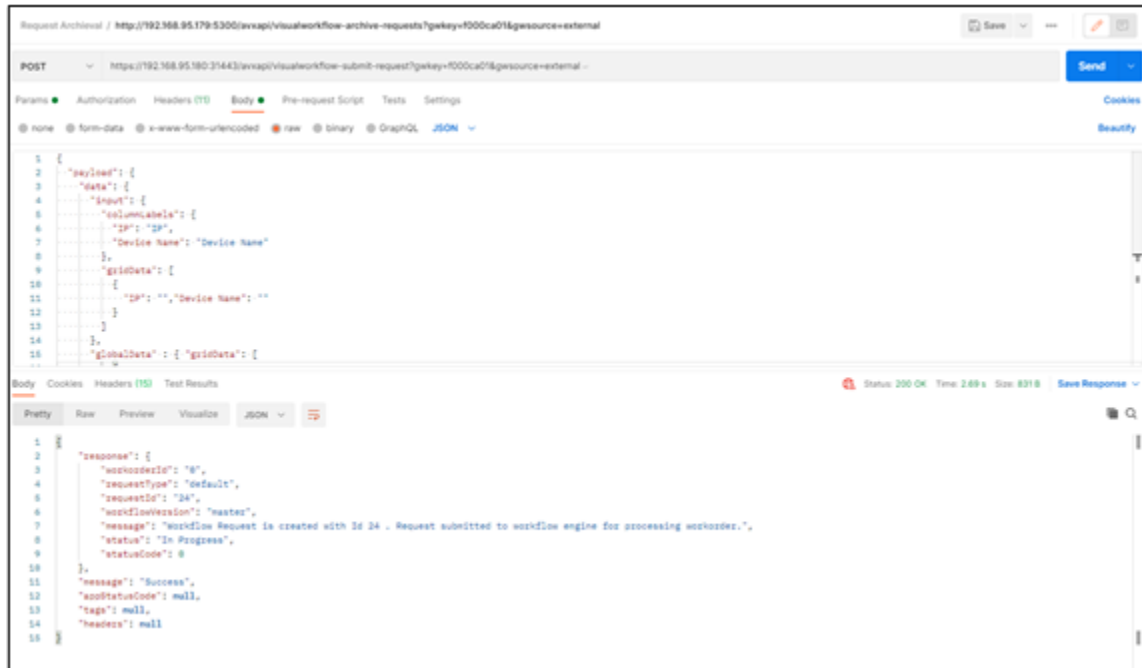 Request Archieval / http://192.168.95.179:5300/avxapi/visualworkflow-archive-requests?gwkey=f000ca01&gwsource=external
Save
POST
https://192.168.95.180:31443/avxapi/visualworkflow-submit-request?gwkey=f000ca01&gwsource=external
Send
Params Authorization Headers (11) Body Pre-request Script Tests Settings
Cookies
none form-data x-www-form-urlencoded raw binary GraphQL JSON
Beautify
1 {
2 "payload": {
3 "data": {
4 "input": {
5 "columnLabels": {
6 "IP": "IP",
7 "Device Name": "Device Name"
8 },
9 "gridData": [
10 {
11 "IP": "","Device Name": ""
12 }
13 ]
14 },
15 "globalData" : { "gridData": [
Body Cookies Headers (15) Test Results
Status: 200 OK Time: 2.69 s Size: 831 B Save Response
Pretty Raw Preview Visualize JSON
1 {
2 "response": {
3 "workorderId": "0",
4 "requestType": "default",
5 "requestId": "24",
6 "workflowVersion": "master",
7 "message": "Workflow Request is created with Id 24 . Request submitted to workflow engine for processing workorder.",
8 "status": "In Progress",
9 "statusCode": 0
10 },
11 "message": "Success",
12 "appStatusCode": null,
13 "tags": null,
14 "headers": null
15 }